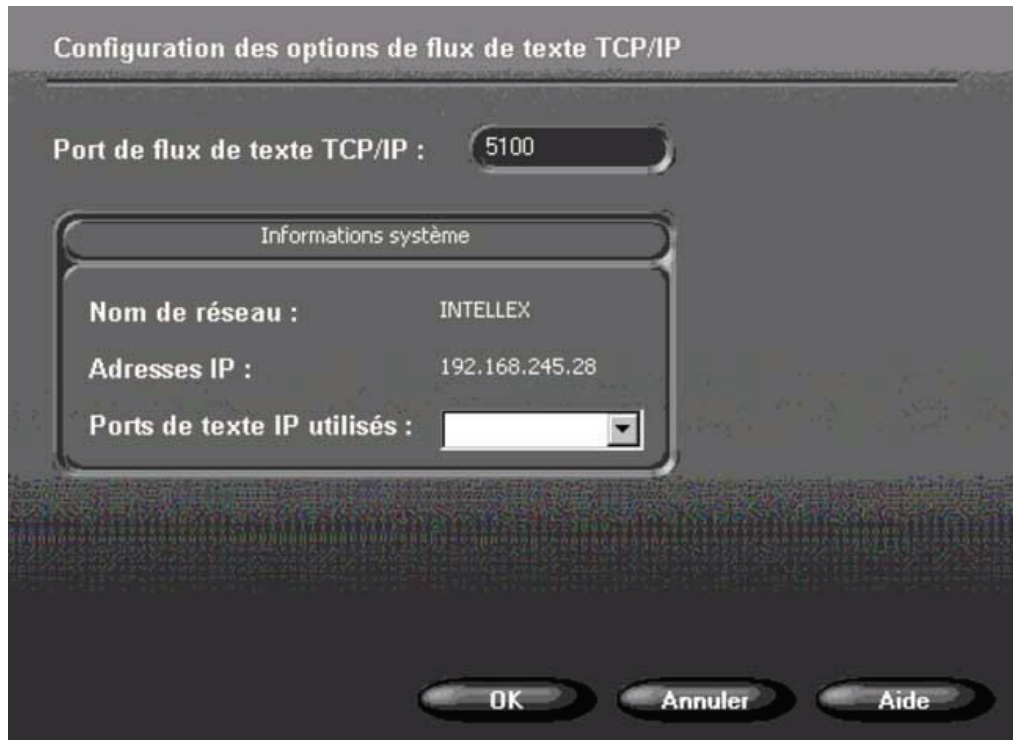 Configuration des options de flux de texte TCP/IP
Port de flux de texte TCP/IP : 5100
Informations système
Nom de réseau : INTELLEX
Adresses IP : 192.168.245.28
Ports de texte IP utilisés :
OK Annuler Aide